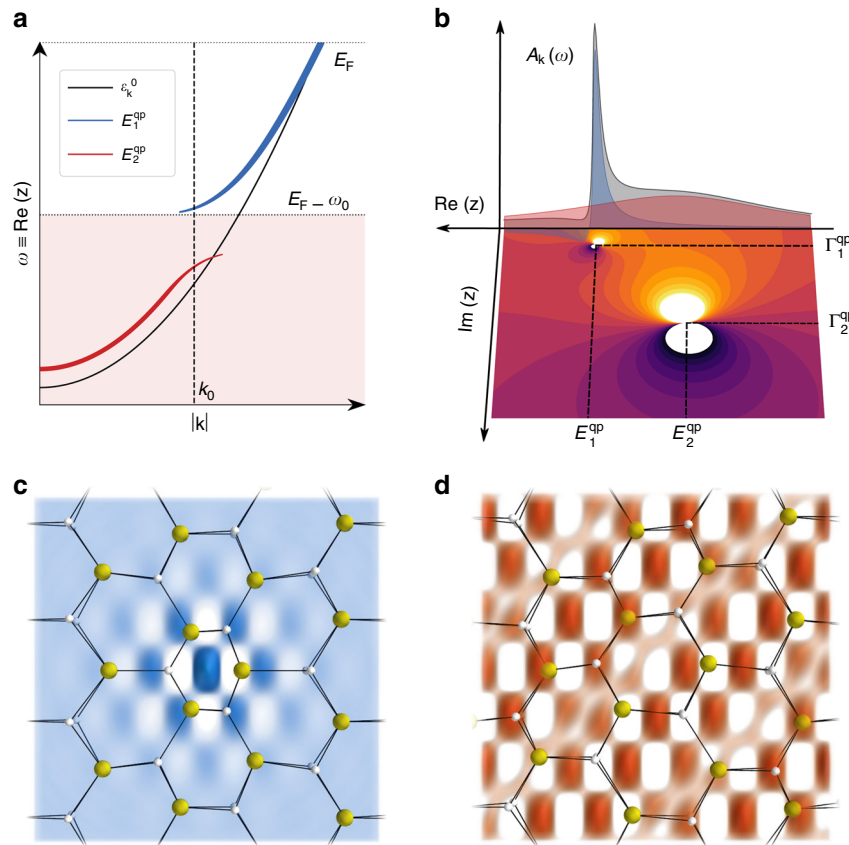 a
E_F
ε_k^0
E_1^qp
E_2^qp
E_F – ω_0
ω ≡ Re (z)
k_0
|k|
b
A_k (ω)
Re (z)
Γ_1^qp
Im (z)
Γ_2^qp
E_1^qp
E_2^qp
c
d